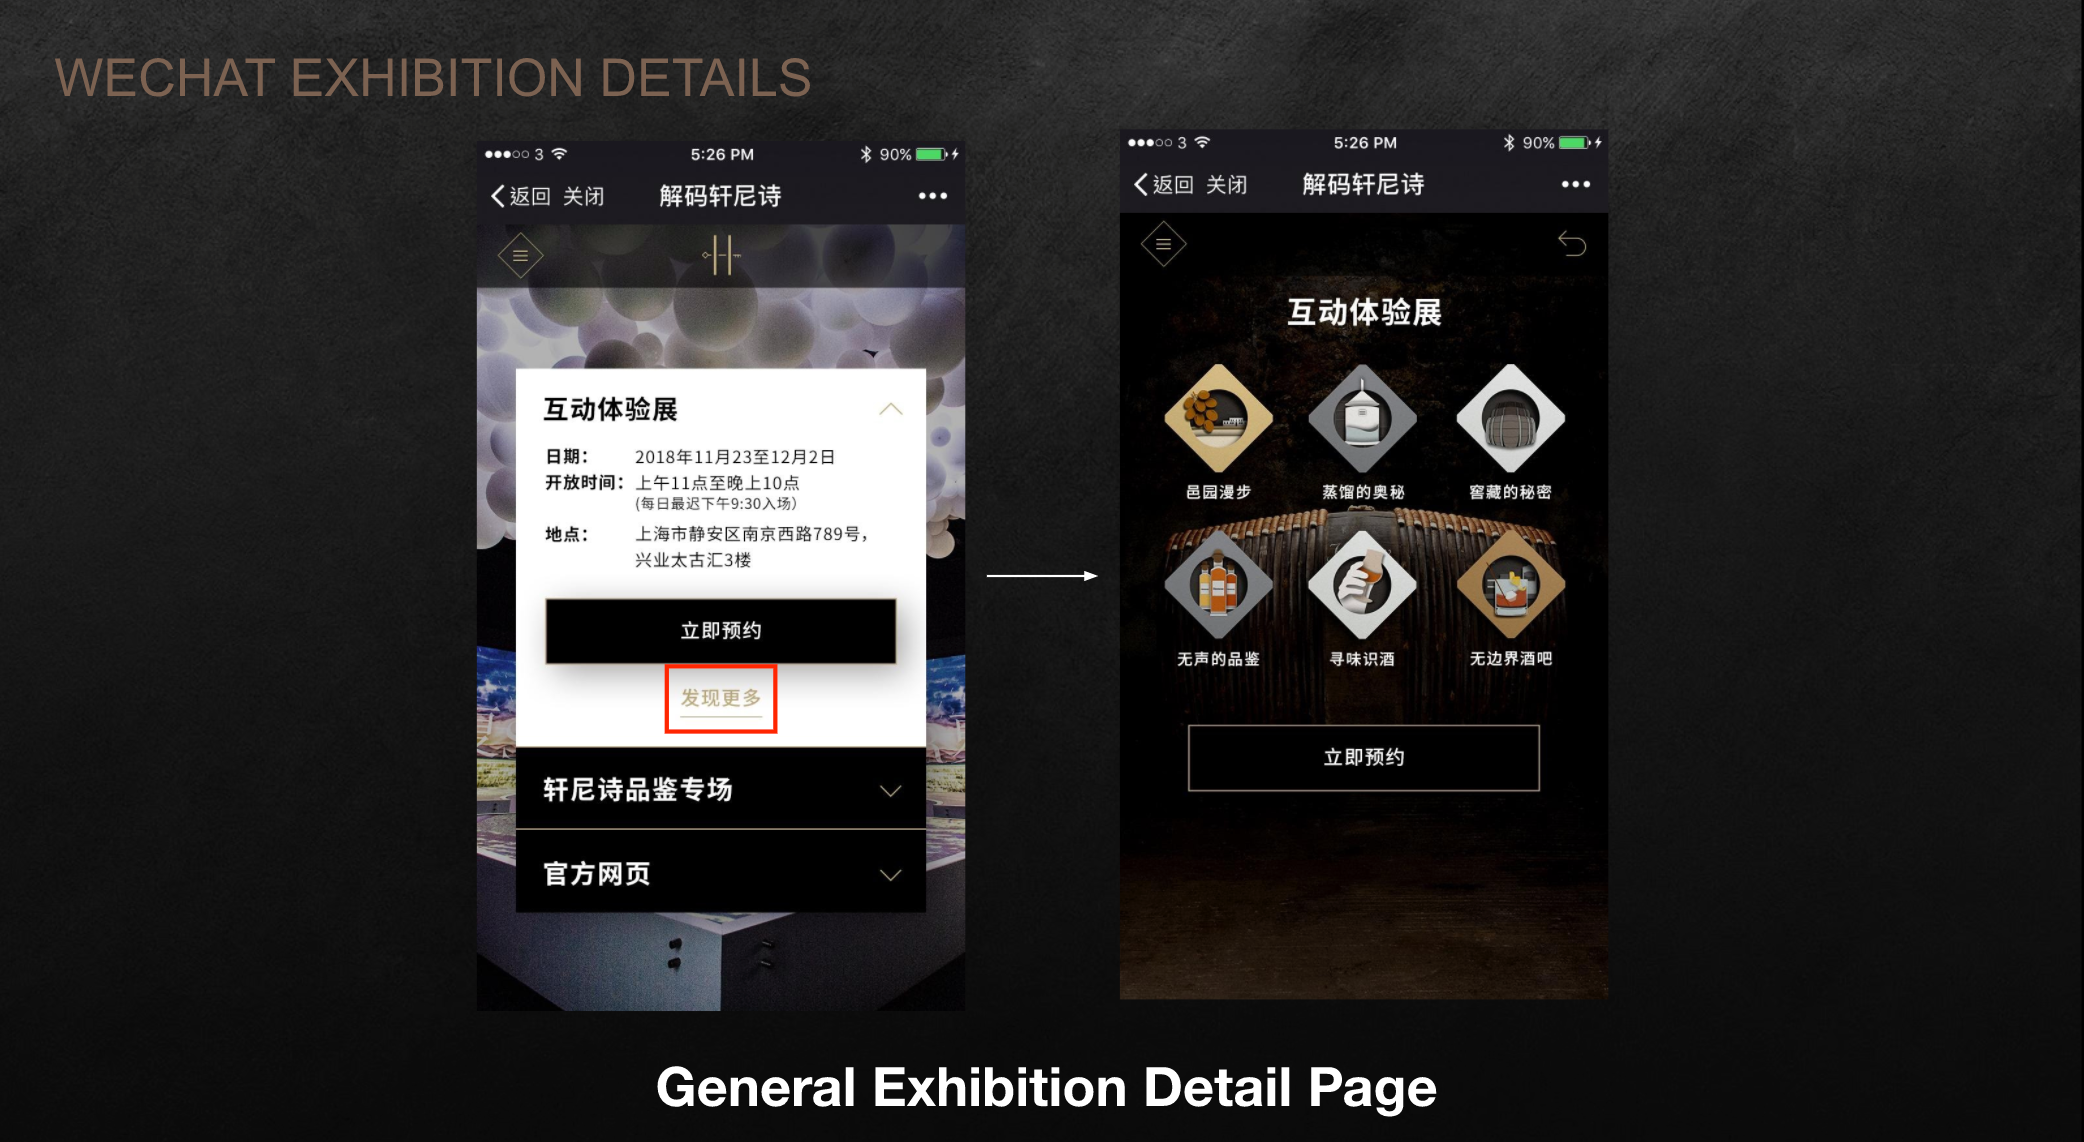 WECHAT EXHIBITION DETAILS
3 5:26 PM 90%
返回 关闭 解码轩尼诗
互动体验展
日期： 2018年11月23至12月2日
开放时间： 上午11点至晚上10点
(每日最迟下午9:30入场)
地点： 上海市静安区南京西路789号，
兴业太古汇3楼
立即预约
发现更多
轩尼诗品鉴专场
官方网页
3 5:26 PM 90%
返回 关闭 解码轩尼诗
互动体验展
邑园漫步 蒸馏的奥秘 窖藏的秘密
无声的品鉴 寻味识酒 无边界酒吧
立即预约
General Exhibition Detail Page